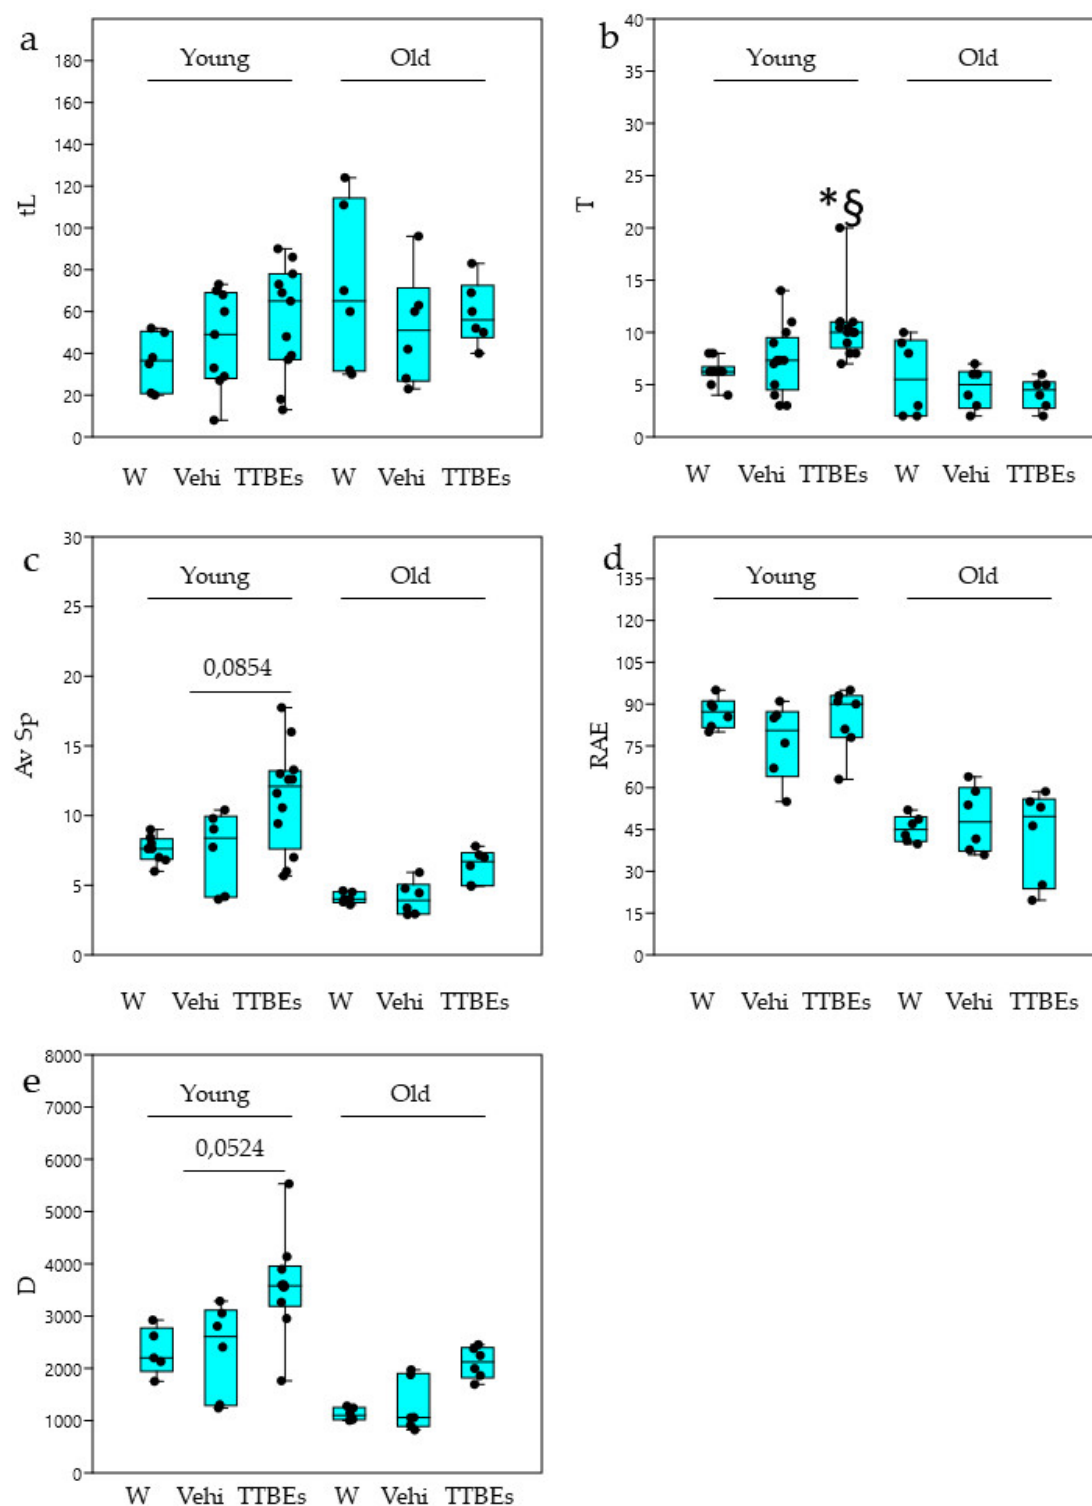 a
Young Old
180
160
140
120
100
80
60
40
20
0
tL
W Vehi TTBEs W Vehi TTBEs
b
Young Old
40
35
30
25
20
15
10
5
0
T
*§
W Vehi TTBEs W Vehi TTBEs
c
Young Old
0,0854
30
25
20
15
10
5
0
Av Sp
W Vehi TTBEs W Vehi TTBEs
d
Young Old
135
120
105
90
75
60
45
30
15
0
RAE
W Vehi TTBEs W Vehi TTBEs
e
Young Old
0,0524
8000
7000
6000
5000
4000
3000
2000
1000
0
D
W Vehi TTBEs W Vehi TTBEs